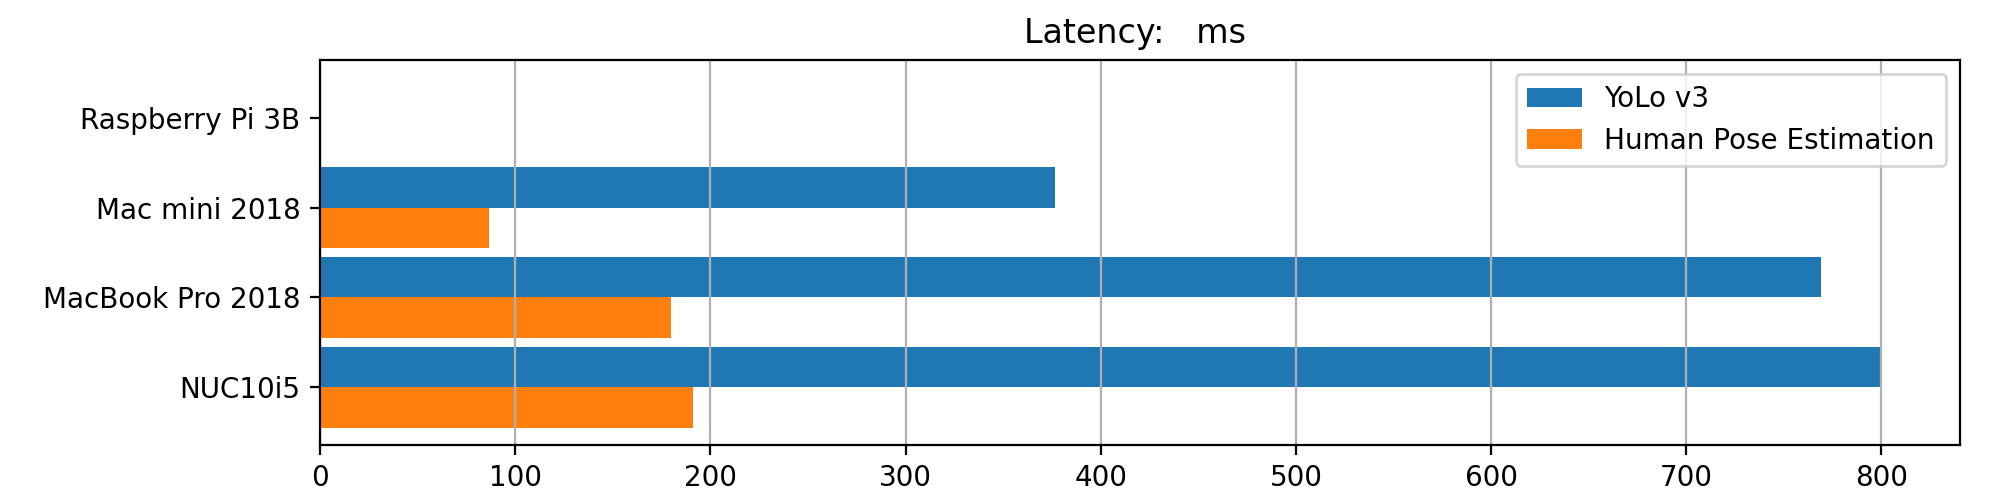 Latency: ms
YoLo v3
Human Pose Estimation
Raspberry Pi 3B
Mac mini 2018
MacBook Pro 2018
NUC10i5
0 100 200 300 400 500 600 700 800